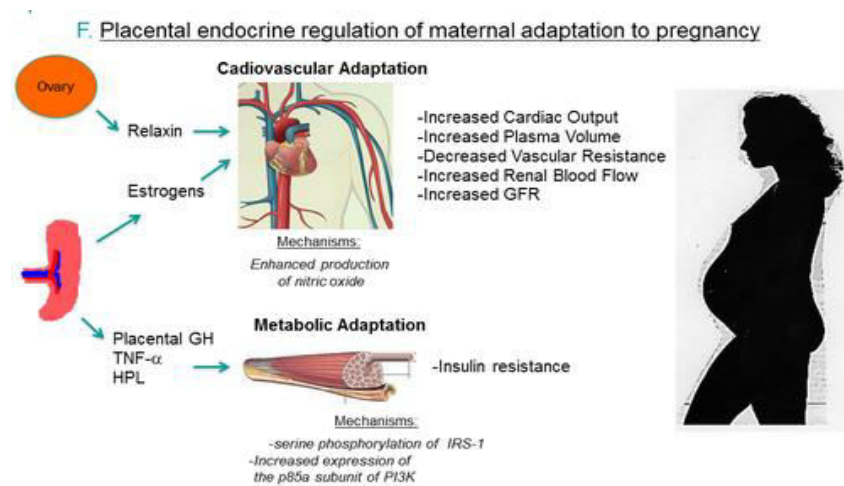 F. Placental endocrine regulation of maternal adaptation to pregnancy
Cadiovascular Adaptation
Ovary
Relaxin
Estrogens
-Increased Cardiac Output
-Increased Plasma Volume
-Decreased Vascular Resistance
-Increased Renal Blood Flow
-Increased GFR
Mechanisms:
Enhanced production
of nitric oxide
Metabolic Adaptation
Placental GH
TNF-α
HPL
-Insulin resistance
Mechanisms:
-serine phosphorylation of IRS-1
-Increased expression of
the p85a subunit of PI3K